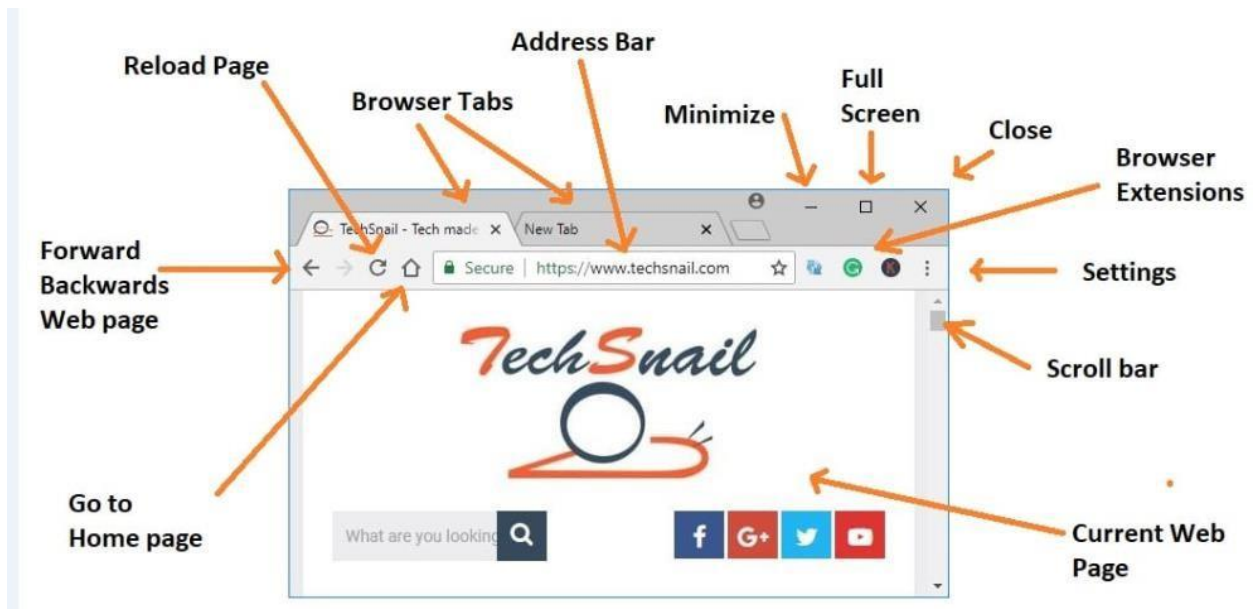 Address Bar
Reload Page
Browser Tabs
Full
Screen
Minimize
Close
Browser
Extensions
TechSnail - Tech made
New Tab
Forward
Backwards
Web page
Secure
https://www.techsnail.com
K
Settings
TechSnail
Scroll bar
Go to
Home page
What are you looking
f
G+
Current Web
Page